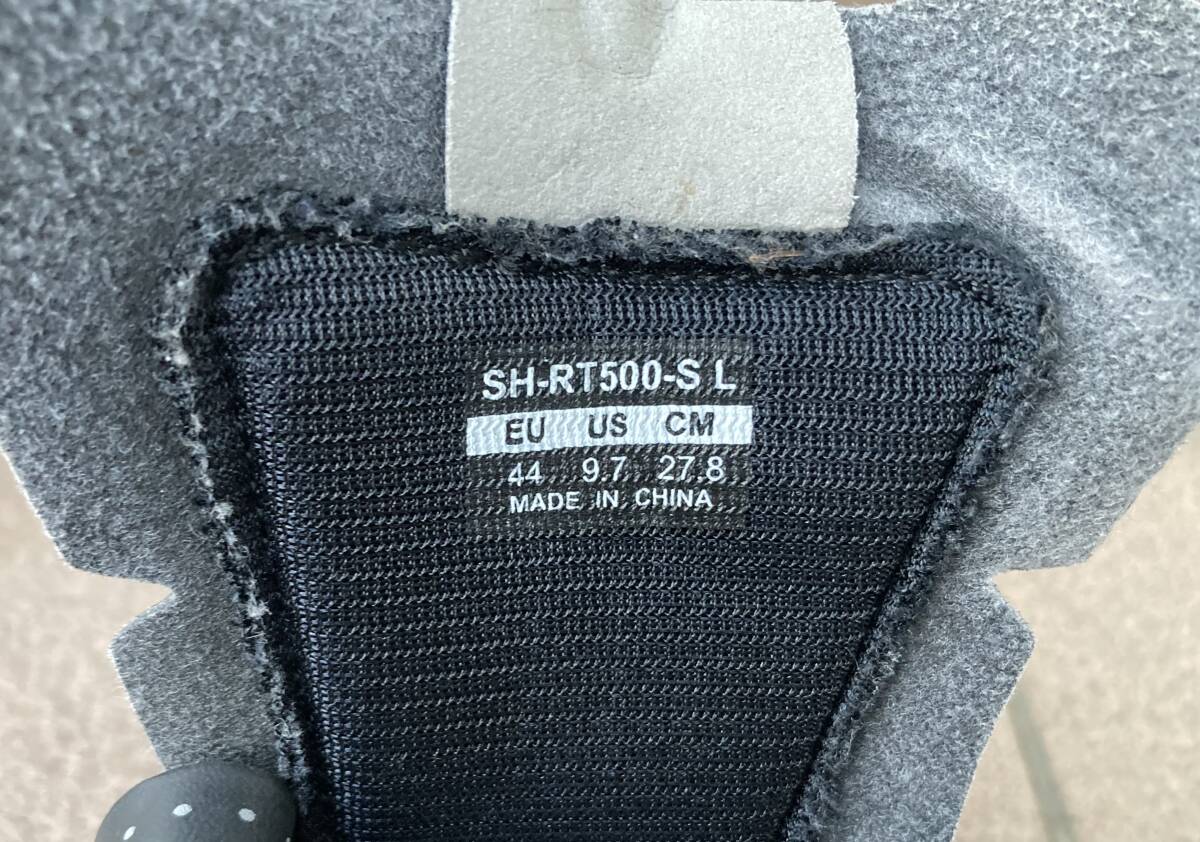 SH-RT500-S L
EU US CM
44 9.7 27.8
MADE IN CHINA